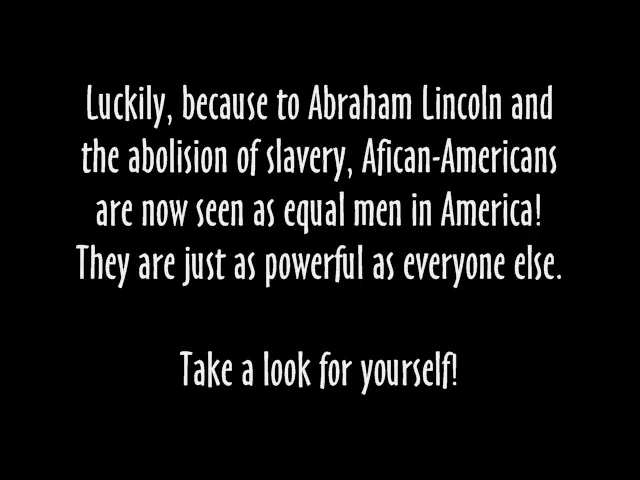 Luckily, because to Abraham Lincoln and
the abolision of slavery, Afican-Americans
are now seen as equal men in America!
They are just as powerful as everyone else.
Take a look for yourself!